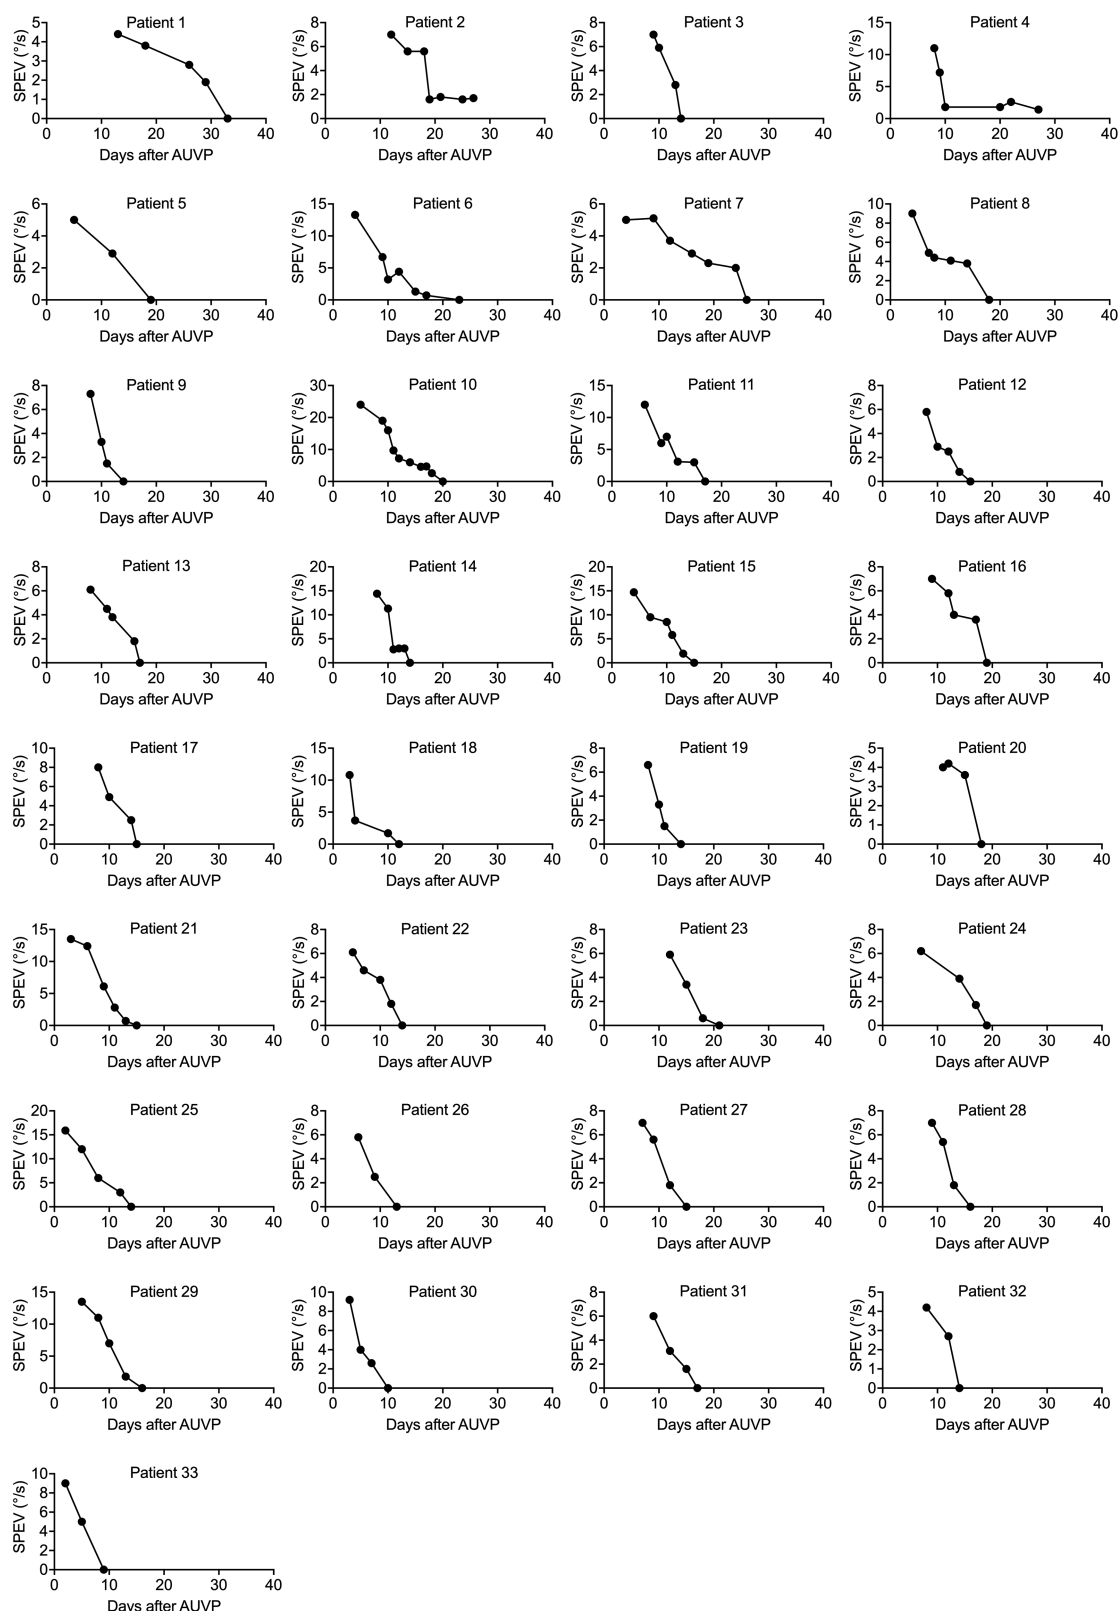 Patient 1
SPEV (°/s)
5
4
3
2
1
0
0 10 20 30 40
Days after AUVP
Patient 2
SPEV (°/s)
8
6
4
2
0
0 10 20 30 40
Days after AUVP
Patient 3
SPEV (°/s)
8
6
4
2
0
0 10 20 30 40
Days after AUVP
Patient 4
SPEV (°/s)
15
10
5
0
0 10 20 30 40
Days after AUVP
Patient 5
SPEV (°/s)
6
4
2
0
0 10 20 30 40
Days after AUVP
Patient 6
SPEV (°/s)
15
10
5
0
0 10 20 30 40
Days after AUVP
Patient 7
SPEV (°/s)
6
4
2
0
0 10 20 30 40
Days after AUVP
Patient 8
SPEV (°/s)
10
8
6
4
2
0
0 10 20 30 40
Days after AUVP
Patient 9
SPEV (°/s)
8
6
4
2
0
0 10 20 30 40
Days after AUVP
Patient 10
SPEV (°/s)
30
20
10
0
0 10 20 30 40
Days after AUVP
Patient 11
SPEV (°/s)
15
10
5
0
0 10 20 30 40
Days after AUVP
Patient 12
SPEV (°/s)
8
6
4
2
0
0 10 20 30 40
Days after AUVP
Patient 13
SPEV (°/s)
8
6
4
2
0
0 10 20 30 40
Days after AUVP
Patient 14
SPEV (°/s)
20
15
10
5
0
0 10 20 30 40
Days after AUVP
Patient 15
SPEV (°/s)
20
15
10
5
0
0 10 20 30 40
Days after AUVP
Patient 16
SPEV (°/s)
8
6
4
2
0
0 10 20 30 40
Days after AUVP
Patient 17
SPEV (°/s)
10
8
6
4
2
0
0 10 20 30 40
Days after AUVP
Patient 18
SPEV (°/s)
15
10
5
0
0 10 20 30 40
Days after AUVP
Patient 19
SPEV (°/s)
8
6
4
2
0
0 10 20 30 40
Days after AUVP
Patient 20
SPEV (°/s)
5
4
3
2
1
0
0 10 20 30 40
Days after AUVP
Patient 21
SPEV (°/s)
15
10
5
0
0 10 20 30 40
Days after AUVP
Patient 22
SPEV (°/s)
8
6
4
2
0
0 10 20 30 40
Days after AUVP
Patient 23
SPEV (°/s)
8
6
4
2
0
0 10 20 30 40
Days after AUVP
Patient 24
SPEV (°/s)
8
6
4
2
0
0 10 20 30 40
Days after AUVP
Patient 25
SPEV (°/s)
20
15
10
5
0
0 10 20 30 40
Days after AUVP
Patient 26
SPEV (°/s)
8
6
4
2
0
0 10 20 30 40
Days after AUVP
Patient 27
SPEV (°/s)
8
6
4
2
0
0 10 20 30 40
Days after AUVP
Patient 28
SPEV (°/s)
8
6
4
2
0
0 10 20 30 40
Days after AUVP
Patient 29
SPEV (°/s)
15
10
5
0
0 10 20 30 40
Days after AUVP
Patient 30
SPEV (°/s)
10
8
6
4
2
0
0 10 20 30 40
Days after AUVP
Patient 31
SPEV (°/s)
8
6
4
2
0
0 10 20 30 40
Days after AUVP
Patient 32
SPEV (°/s)
5
4
3
2
1
0
0 10 20 30 40
Days after AUVP
Patient 33
SPEV (°/s)
10
8
6
4
2
0
0 10 20 30 40
Days after AUVP